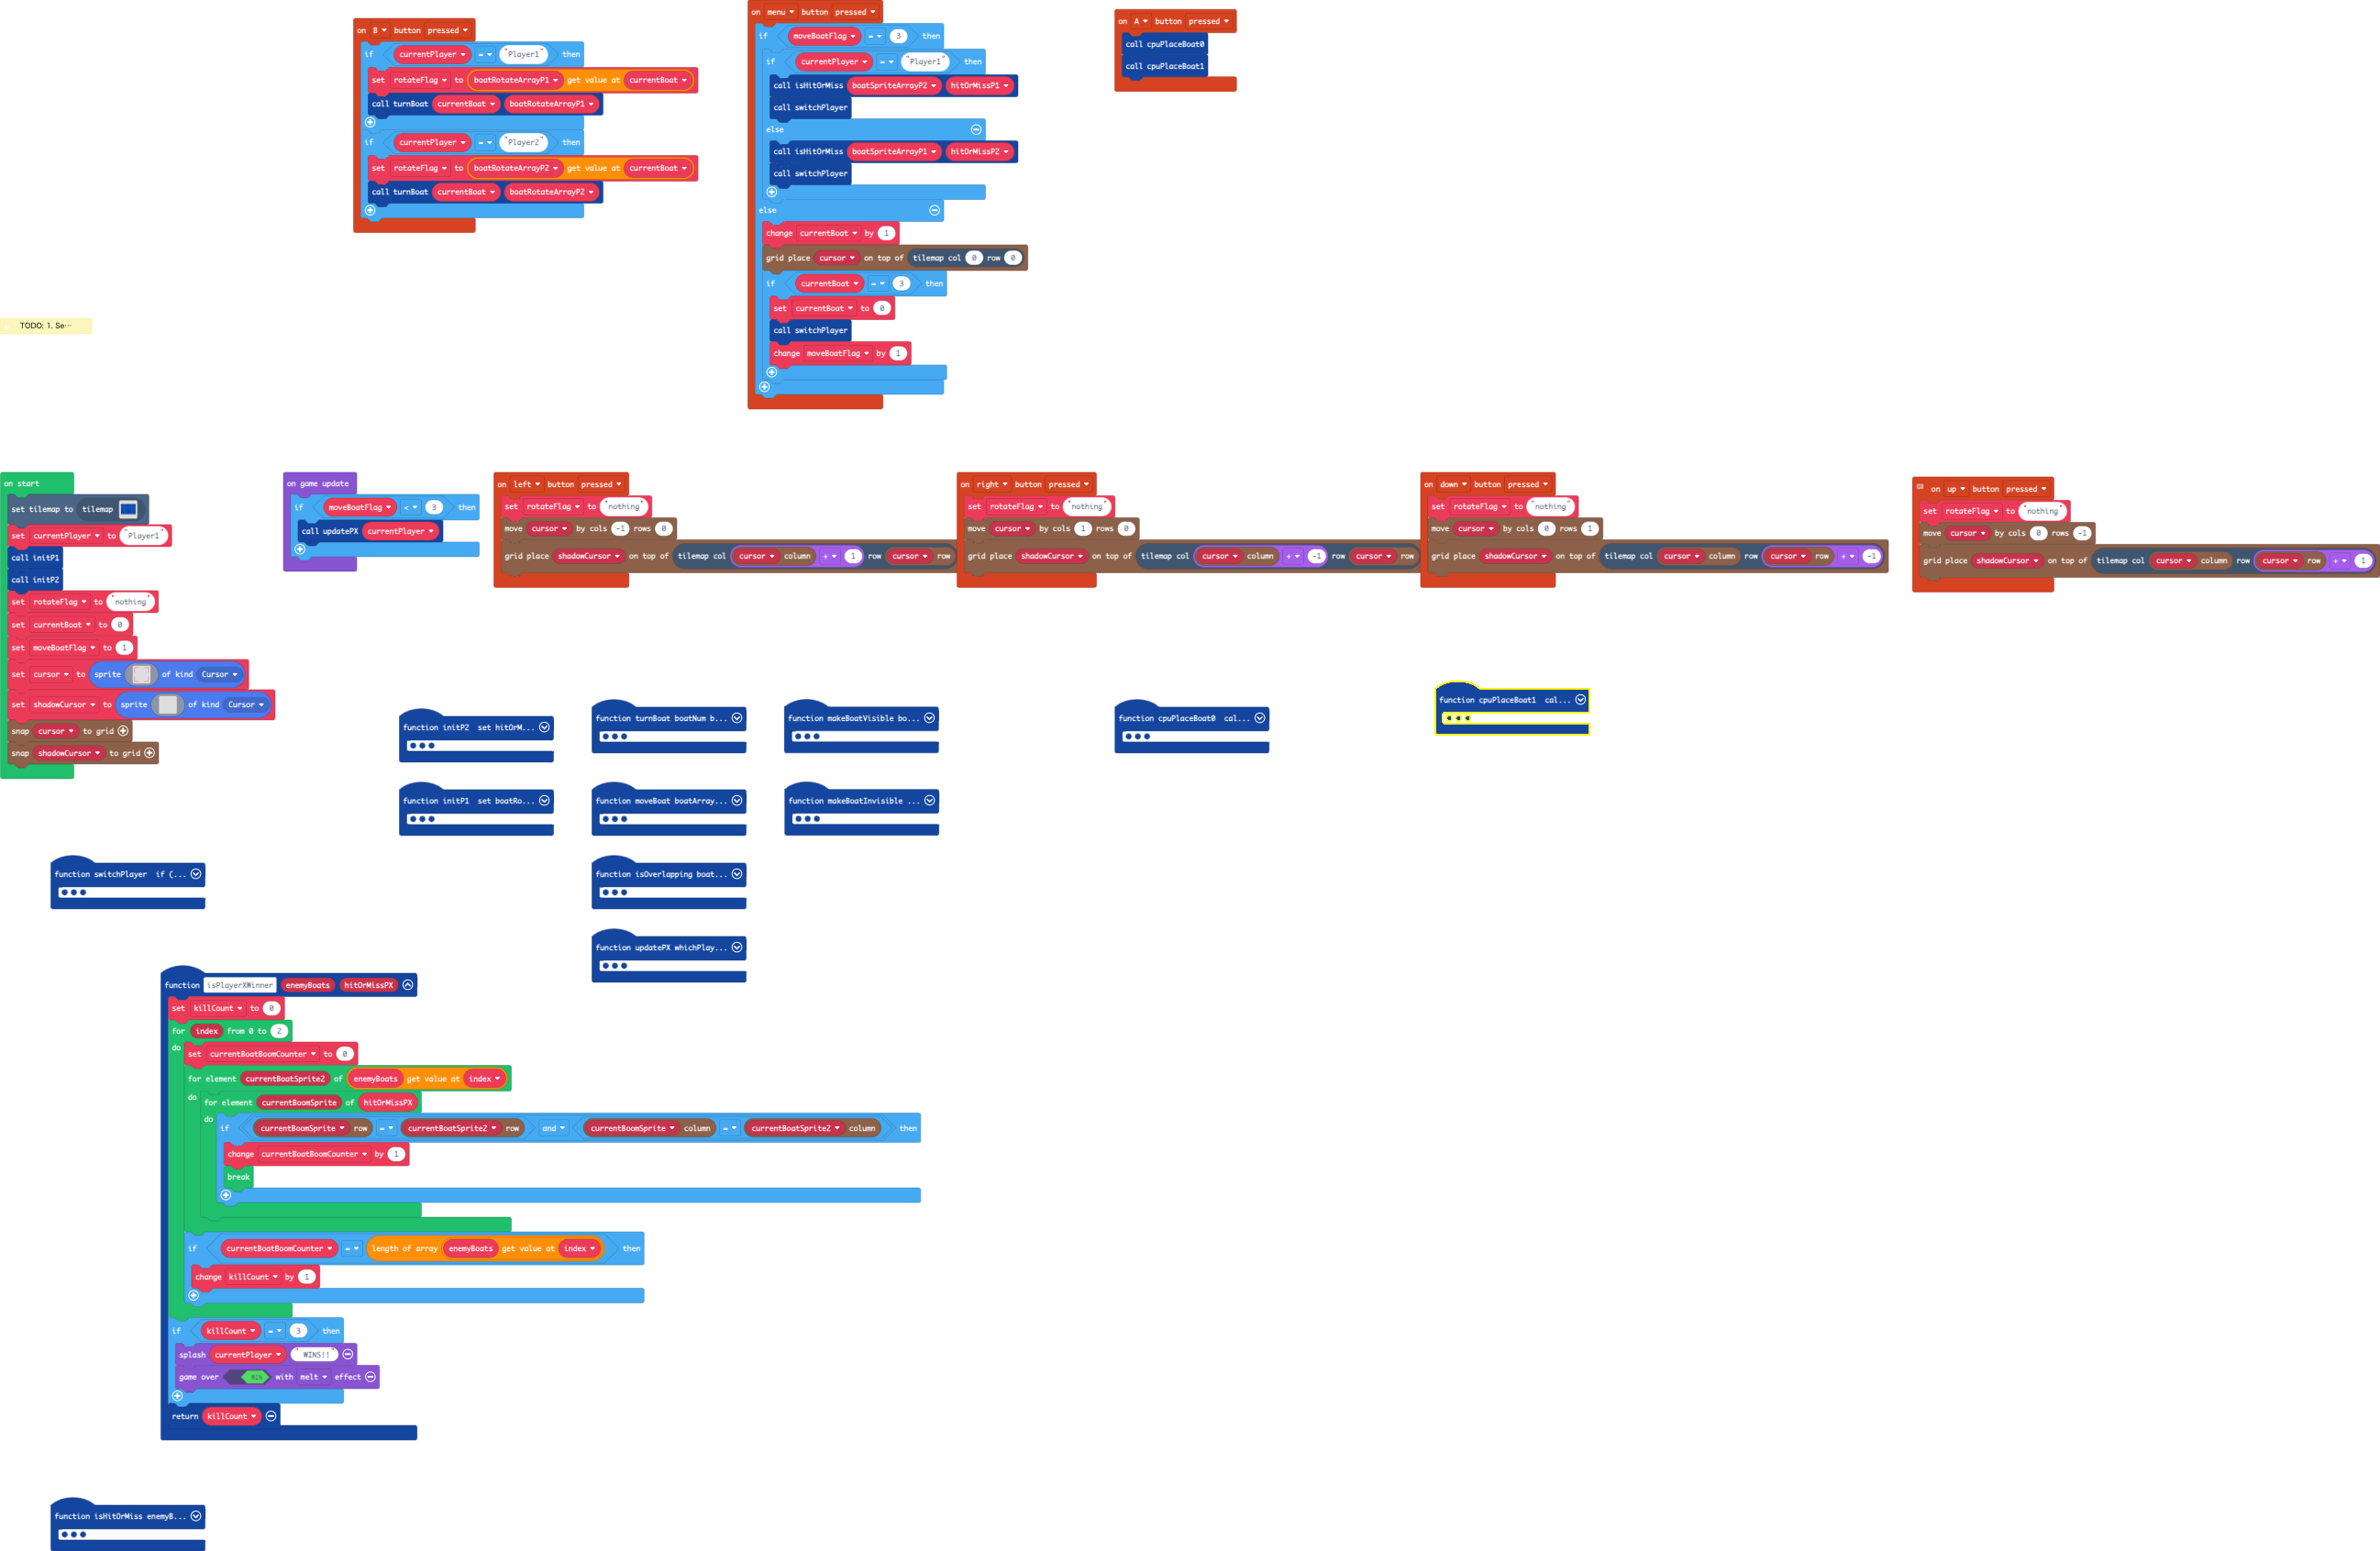 on B button pressed
if currentPlayer = "Player1" then
set rotateFlag to boatRotateArrayP1 get value at currentBoat
call turnBoat currentBoat boatRotateArrayP1
if currentPlayer = "Player2" then
set rotateFlag to boatRotateArrayP2 get value at currentBoat
call turnBoat currentBoat boatRotateArrayP2
on menu button pressed
if moveBoatFlag = 3 then
if currentPlayer = "Player1" then
call isHitOrMiss boatSpriteArrayP2 hitOrMissP1
call switchPlayer
else
call isHitOrMiss boatSpriteArrayP1 hitOrMissP2
call switchPlayer
else
change currentBoat by 1
grid place cursor on top of tilemap col 0 row 0
if currentBoat = 3 then
set currentBoat to 0
call switchPlayer
change moveBoatFlag by 1
on A button pressed
call cpuPlaceBoat0
call cpuPlaceBoat1
TODO: 1. Se...
on start
set tilemap to tilemap
set currentPlayer to "Player1"
call initP1
call initP2
set rotateFlag to "nothing"
set currentBoat to 0
set moveBoatFlag to 1
set cursor to sprite of kind Cursor
set shadowCursor to sprite of kind Cursor
snap cursor to grid
snap shadowCursor to grid
on game update
if moveBoatFlag < 3 then
call updatePX currentPlayer
on left button pressed
set rotateFlag to "nothing"
move cursor by cols -1 rows 0
grid place shadowCursor on top of tilemap col cursor column + 1 row cursor row
on right button pressed
set rotateFlag to "nothing"
move cursor by cols 1 rows 0
grid place shadowCursor on top of tilemap col cursor column + -1 row cursor row
on down button pressed
set rotateFlag to "nothing"
move cursor by cols 0 rows 1
grid place shadowCursor on top of tilemap col cursor column row cursor row + -1
on up button pressed
set rotateFlag to "nothing"
move cursor by cols 0 rows -1
grid place shadowCursor on top of tilemap col cursor column row cursor row + 1
function initP2 set hitOrM...
function turnBoat boatNum b...
function makeBoatVisible bo...
function cpuPlaceBoat0 cal...
function cpuPlaceBoat1 cal...
function initP1 set boatRo...
function moveBoat boatArray...
function makeBoatInvisible ...
function switchPlayer if (...
function isOverlapping boat...
function updatePX whichPlay...
function isPlayerXWinner enemyBoats hitOrMissPX
set killCount to 0
for index from 0 to 2
do
set currentBoatBoomCounter to 0
for element currentBoatSprite2 of enemyBoats get value at index
do
for element currentBoomSprite of hitOrMissPX
do
if currentBoomSprite row = currentBoatSprite2 row and currentBoomSprite column = currentBoatSprite2 column then
change currentBoatBoomCounter by 1
break
if currentBoatBoomCounter = length of array enemyBoats get value at index then
change killCount by 1
if killCount = 3 then
splash currentPlayer " WINS!!"
game over WIN with melt effect
return killCount
function isHitOrMiss enemyB...